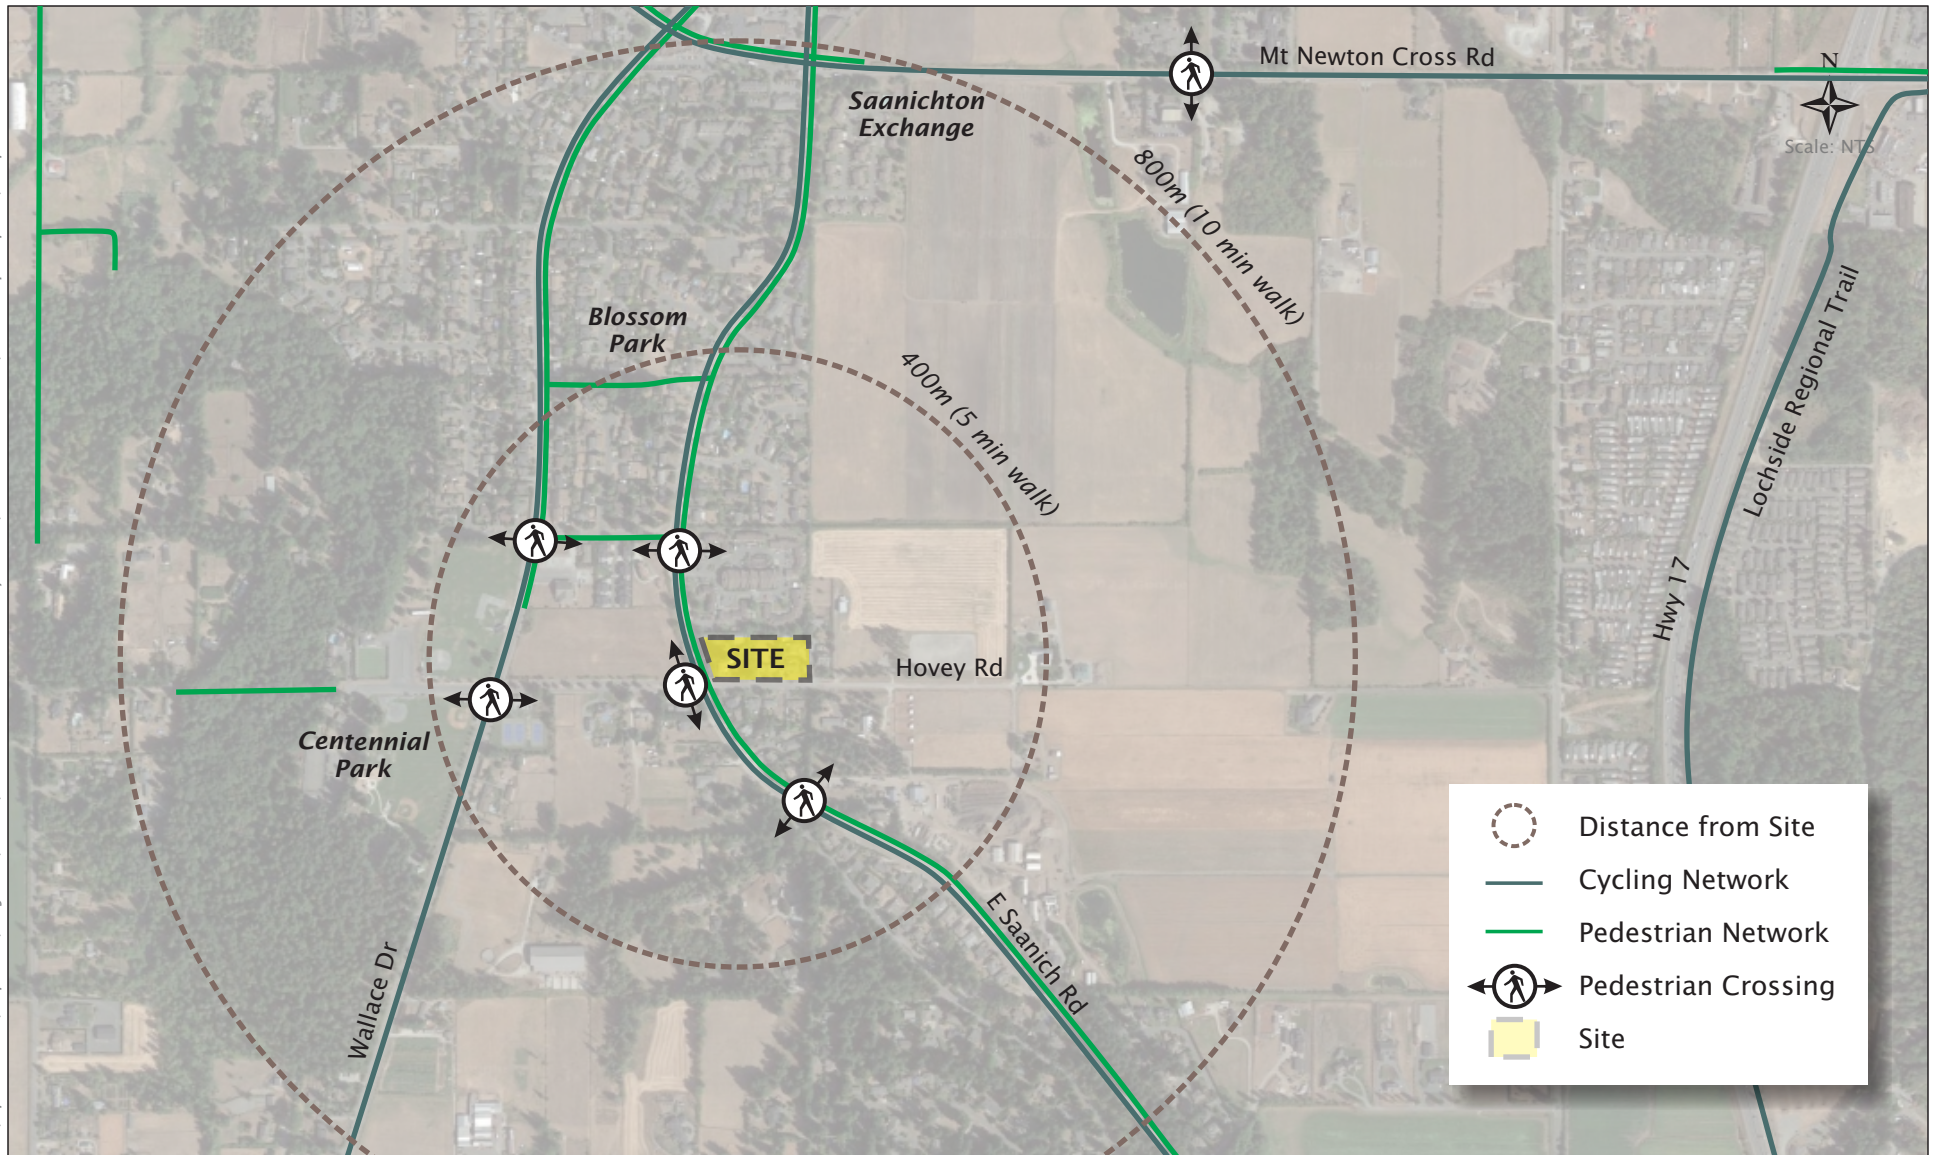 Mt Newton Cross Rd
N
Scale: NTS
Saanichton
Exchange
800m (10 min walk)
Lochside Regional Trail
Blossom
Park
400m (5 min walk)
Hwy 17
SITE
Hovey Rd
Centennial
Park
E Saanich Rd
Wallace Dr
Distance from Site
Cycling Network
Pedestrian Network
Pedestrian Crossing
Site